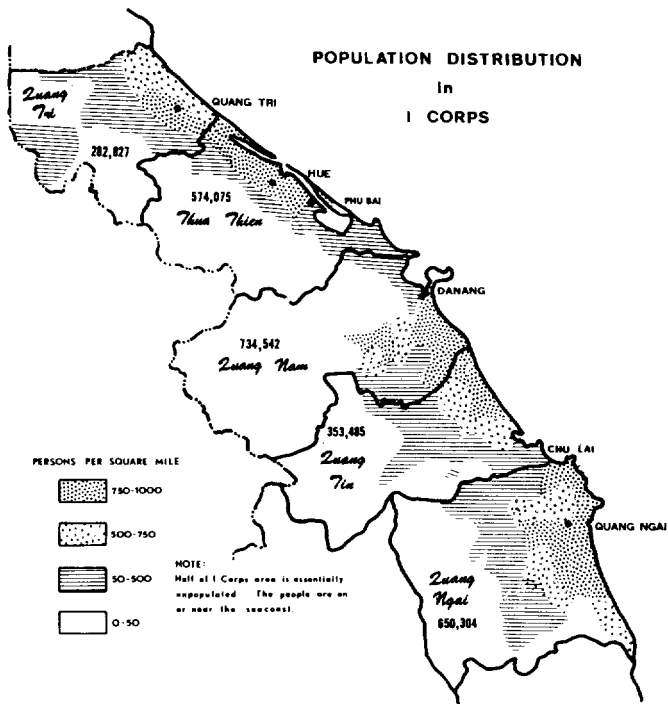 POPULATION DISTRIBUTION
in
I CORPS
Quang
Tri
QUANG TRI
282,827
HUE
574,075
Thua Thien
PHU BAI
DANANG
734,542
Quang Nam
353,485
Quang
Tin
CHU LAI
PERSONS PER SQUARE MILE
750-1000
500-750
50-500
0-50
NOTE:
Half of I Corps area is essentially
unpopulated The people are on
or near the seacoast.
QUANG NGAI
Quang
Ngai
650,304